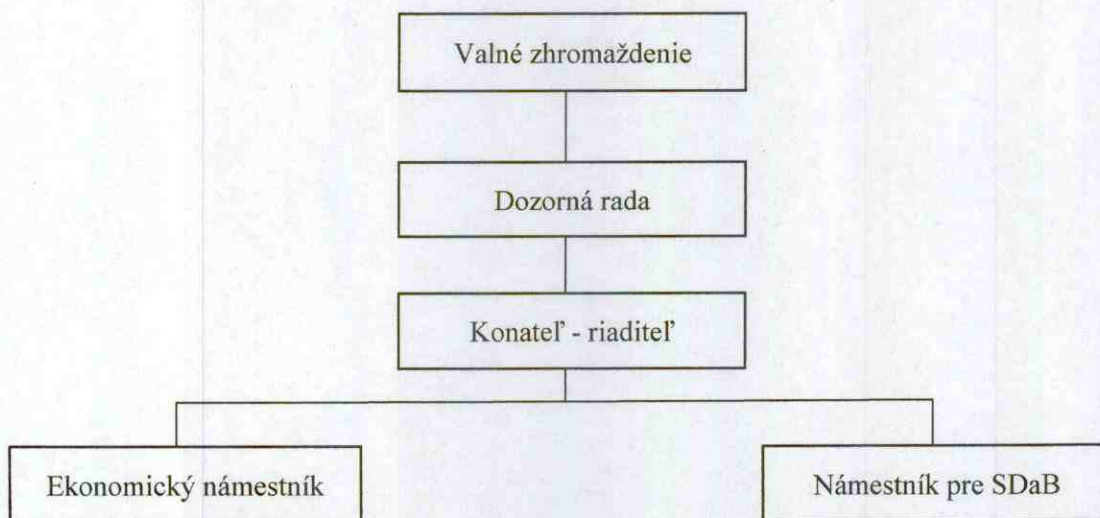 Valné zhromaždenie
Dozorná rada
Konateľ - riaditeľ
Ekonomický námestník
Námestník pre SDaB